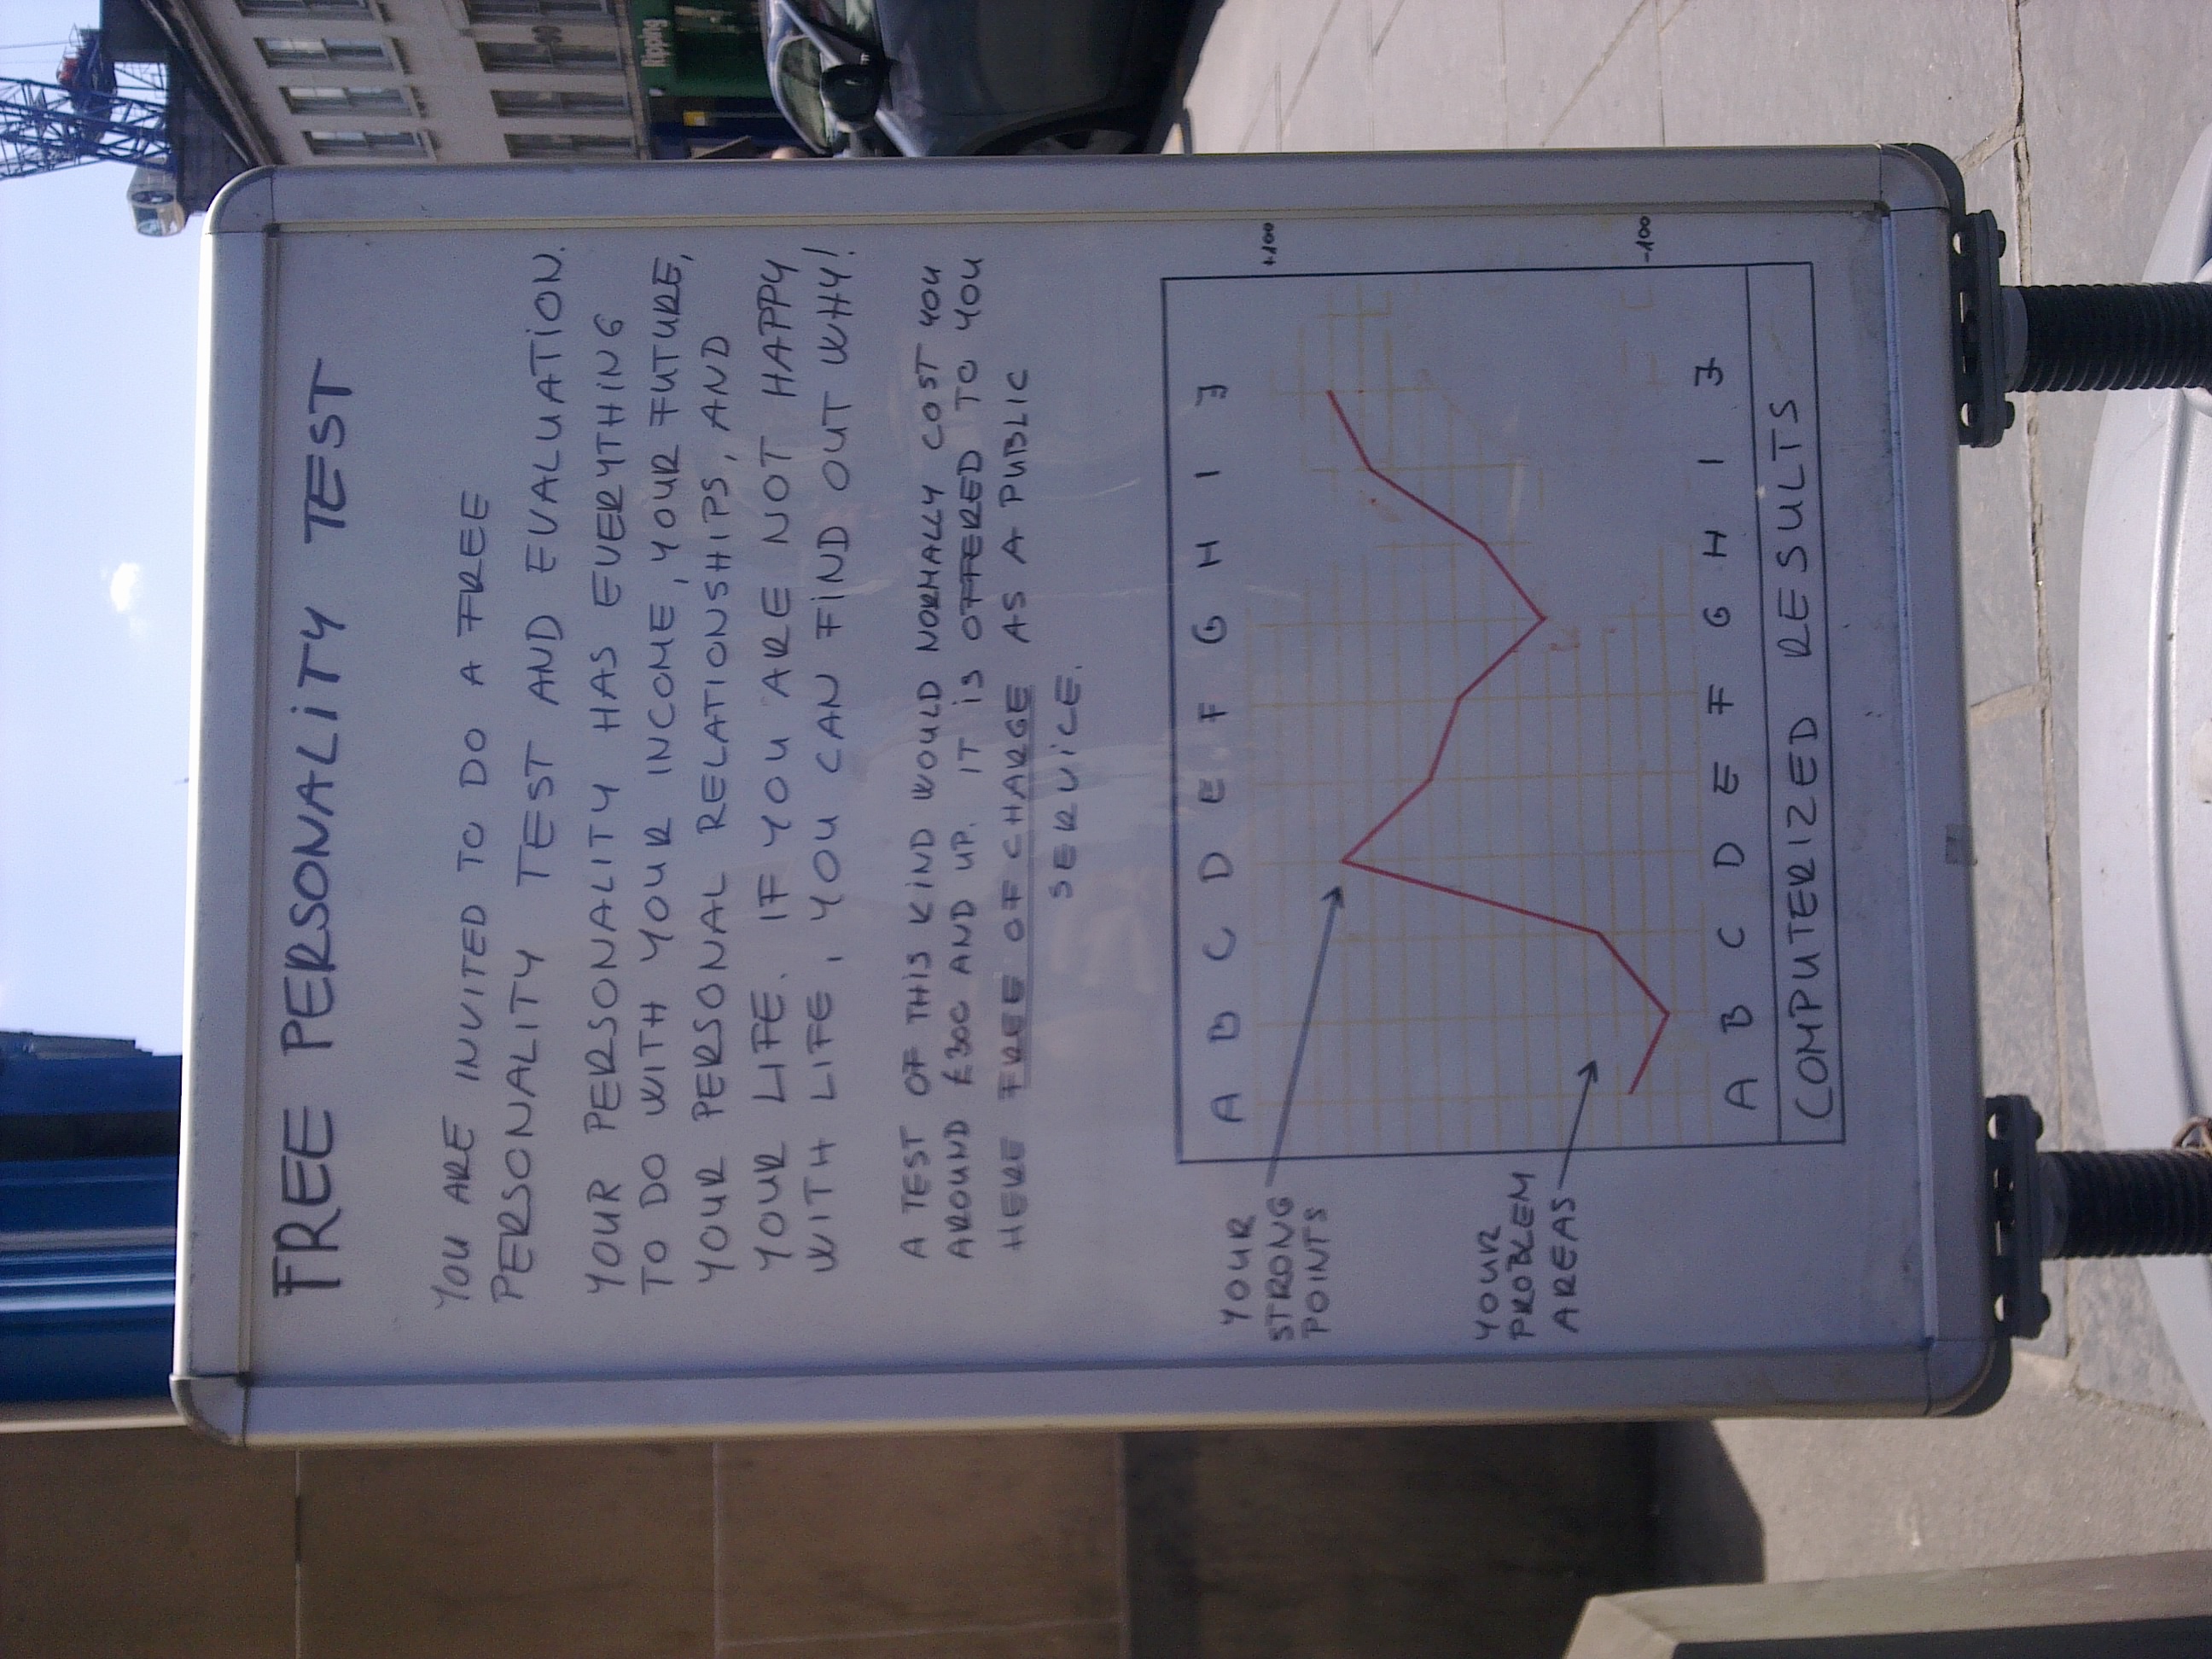 FREE PERSONALITY TEST
YOU ARE INVITED TO DO A FREE
PERSONALITY TEST AND EVALUATION.
YOUR PERSONALITY HAS EVERYTHING
TO DO WITH YOUR INCOME, YOUR FUTURE,
YOUR PERSONAL RELATIONSHIPS, AND
YOUR LIFE. IF YOU ARE NOT HAPPY
WITH LIFE, YOU CAN FIND OUT WHY!
A TEST OF THIS KIND WOULD NORMALLY COST YOU
AROUND £300 AND UP. IT IS OFFERED TO YOU
HERE FREE OF CHARGE AS A PUBLIC
SERVICE.
A B C D E F G H I J
+100
YOUR
STRONG
POINTS
YOUR
PROBLEM
AREAS
-100
A B C D E F G H I J
COMPUTERIZED RESULTS